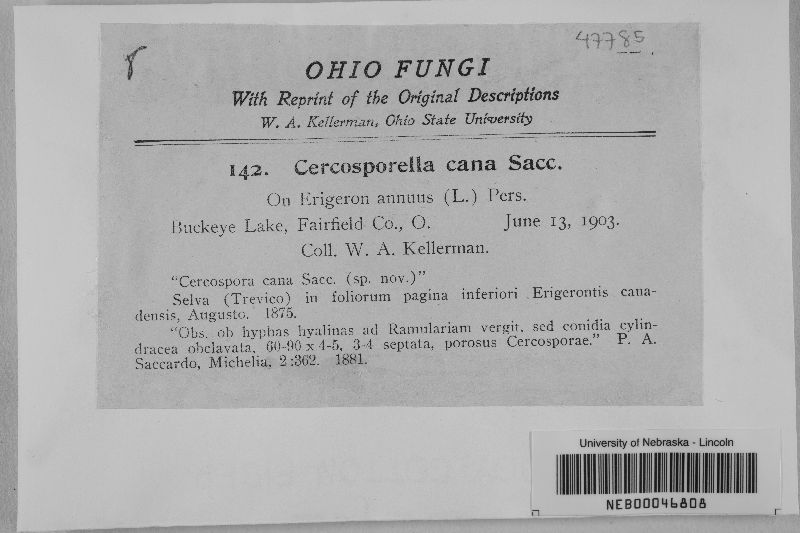 47785
OHIO FUNGI
With Reprint of the Original Descriptions
W. A. Kellerman, Ohio State University
142. Cercosporella cana Sacc.
On Erigeron annuus (L.) Pers.
Buckeye Lake, Fairfield Co., O. June 13, 1903.
Coll. W. A. Kellerman.
"Cercospora cana Sacc. (sp. nov.)"
Selva (Trevico) in foliorum pagina inferiori Erigerontis cana-
densis, Augusto. 1875.
"Obs. ob hyphas hyalinas ad Ramulariam vergit, sed conidia cylin-
dracea obclavata, 60-90 x 4-5, 3-4 septata, porosus Cercosporae." P. A.
Saccardo, Michelia, 2:362. 1881.
University of Nebraska - Lincoln
NEB00046808